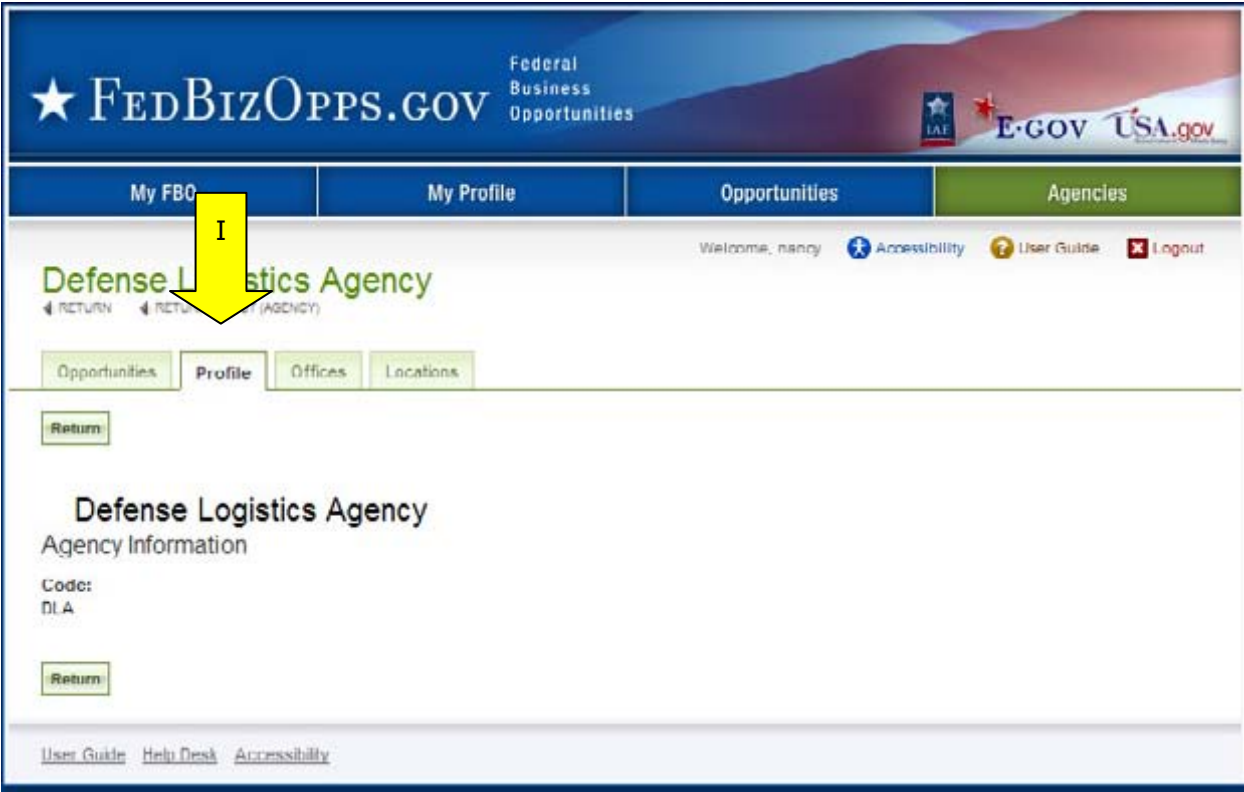 ★ FEDBIZOPPS.GOV
Federal
Business
Opportunities
IAE
E-GOV
USA.gov
My FBO My Profile Opportunities Agencies
I
Welcome, nancy Accessibility User Guide Logout
Defense Agency
RETURN (AGENCY)
Opportunities Profile Offices Locations
Return
Defense Logistics Agency
Agency Information
Code:
DLA
Return
User Guide Help Desk Accessibility